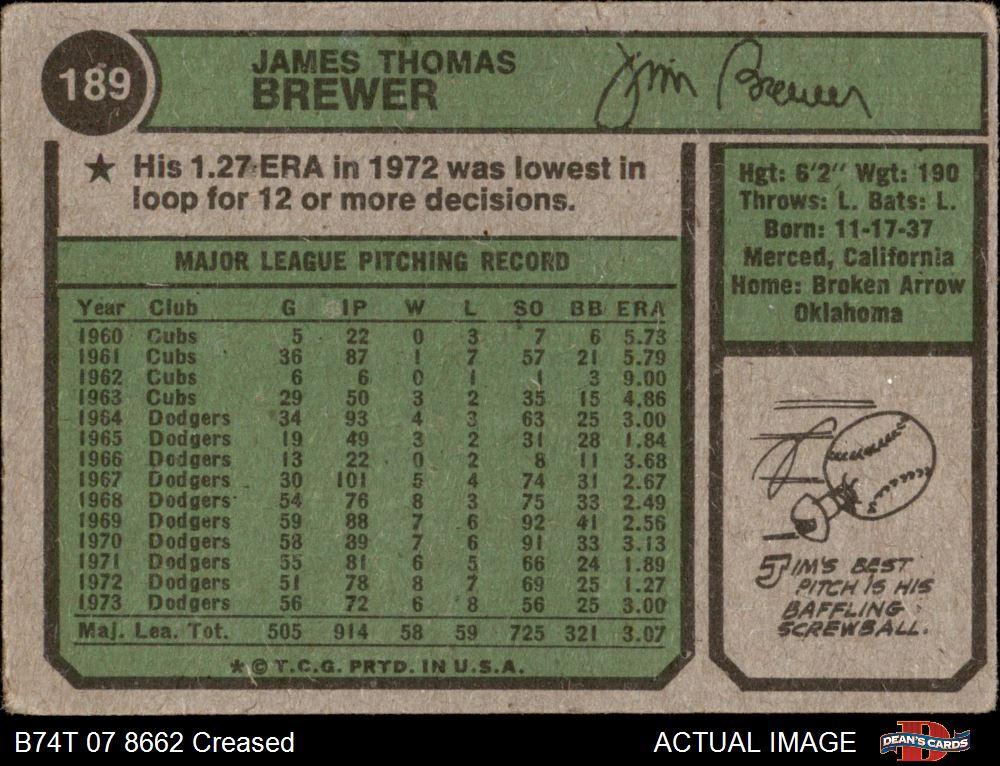 189
JAMES THOMAS
BREWER
Jim Brewer
★ His 1.27 ERA in 1972 was lowest in
loop for 12 or more decisions.
MAJOR LEAGUE PITCHING RECORD
Year Club G IP W L SO BB ERA
1960 Cubs 5 22 0 3 7 6 5.73
1961 Cubs 36 87 1 7 57 21 5.79
1962 Cubs 6 6 0 1 1 3 9.00
1963 Cubs 29 50 3 2 35 15 4.86
1964 Dodgers 34 93 4 3 63 25 3.00
1965 Dodgers 19 49 3 2 31 28 1.84
1966 Dodgers 13 22 0 2 8 11 3.68
1967 Dodgers 30 101 5 4 74 31 2.67
1968 Dodgers 54 76 8 3 75 33 2.49
1969 Dodgers 59 88 7 6 92 41 2.56
1970 Dodgers 58 89 7 6 91 33 3.13
1971 Dodgers 55 81 6 5 66 24 1.89
1972 Dodgers 51 78 8 7 69 25 1.27
1973 Dodgers 56 72 6 8 56 25 3.00
Maj. Lea. Tot. 505 914 58 59 725 321 3.07
★ © T.C.G. PRTD. IN U.S.A.
Hgt: 6'2" Wgt: 190
Throws: L. Bats: L.
Born: 11-17-37
Merced, California
Home: Broken Arrow
Oklahoma
JIM'S BEST
PITCH IS HIS
BAFFLING
SCREWBALL.
B74T 07 8662 Creased
ACTUAL IMAGE
D
DEAN'S CARDS